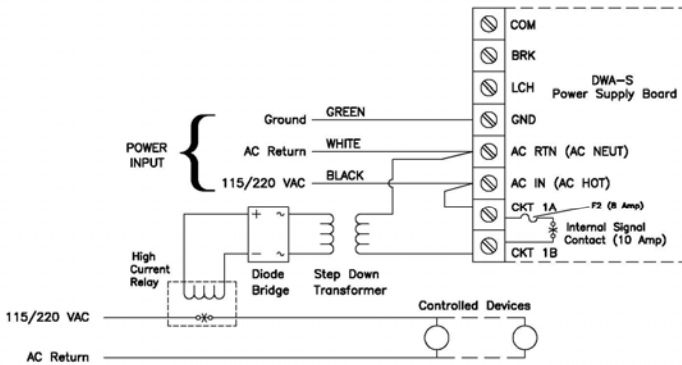 COM
BRK
LCH
DWA-S
Power Supply Board
GREEN
Ground
GND
POWER
INPUT
WHITE
AC Return
AC RTN (AC NEUT)
BLACK
115/220 VAC
AC IN (AC HOT)
CKT 1A
F2 (8 Amp)
Internal Signal
Contact (10 Amp)
CKT 1B
+ ~
- ~
High
Current
Relay
Diode
Bridge
Step Down
Transformer
Controlled Devices
115/220 VAC
AC Return